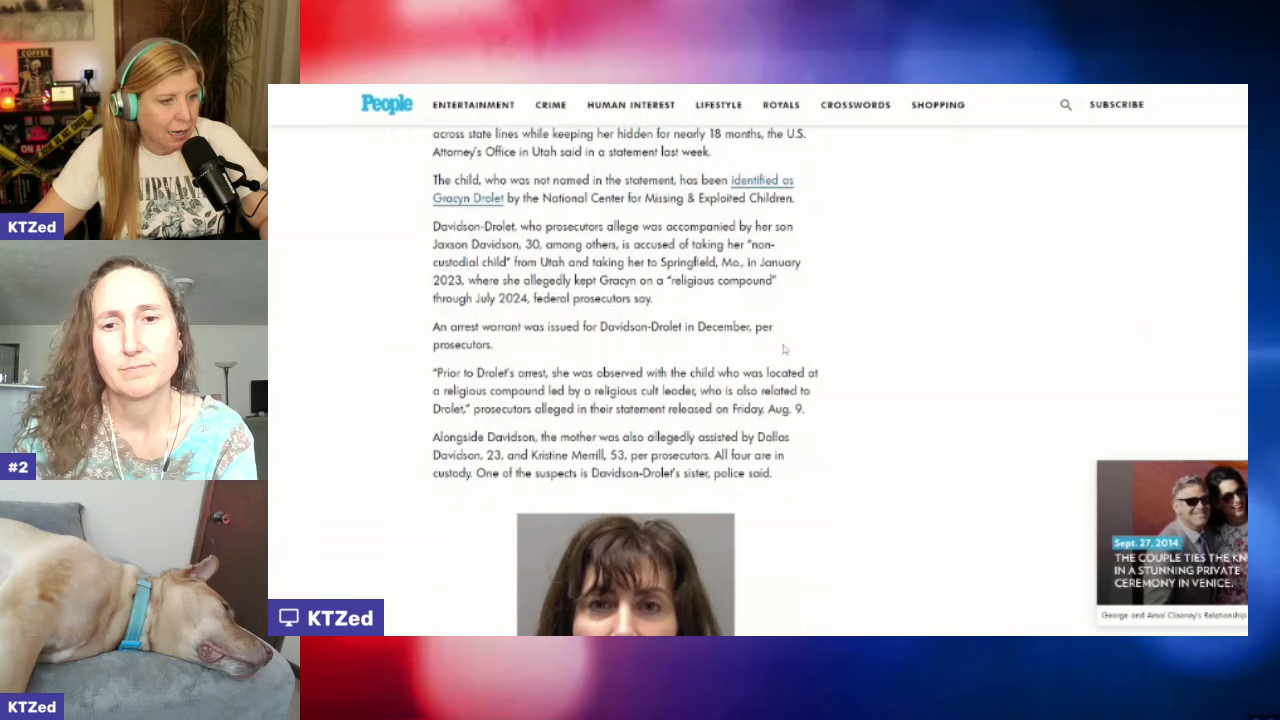 COFFEE
ON A
NIRVANA
KTZed
#2
KTZed
People
ENTERTAINMENT CRIME HUMAN INTEREST LIFESTYLE ROYALS CROSSWORDS SHOPPING
SUBSCRIBE
across state lines while keeping her hidden for nearly 18 months, the U.S.
Attorney's Office in Utah said in a statement last week.
The child, who was not named in the statement, has been identified as
Gracyn Drolet by the National Center for Missing & Exploited Children.
Davidson-Drolet, who prosecutors allege was accompanied by her son
Jaxson Davidson, 30, among others, is accused of taking her "non-
custodial child" from Utah and taking her to Springfield, Mo., in January
2023, where she allegedly kept Gracyn on a "religious compound"
through July 2024, federal prosecutors say.
An arrest warrant was issued for Davidson-Drolet in December, per
prosecutors.
"Prior to Drolet's arrest, she was observed with the child who was located at
a religious compound led by a religious cult leader, who is also related to
Drolet," prosecutors alleged in their statement released on Friday, Aug. 9.
Alongside Davidson, the mother was also allegedly assisted by Dallas
Davidson, 23, and Kristine Merrill, 53, per prosecutors. All four are in
custody. One of the suspects is Davidson-Drolet's sister, police said.
Sept. 27, 2014
THE COUPLE TIES THE KN
IN A STUNNING PRIVATE
CEREMONY IN VENICE.
George and Amal Clooney's Relationship
KTZed